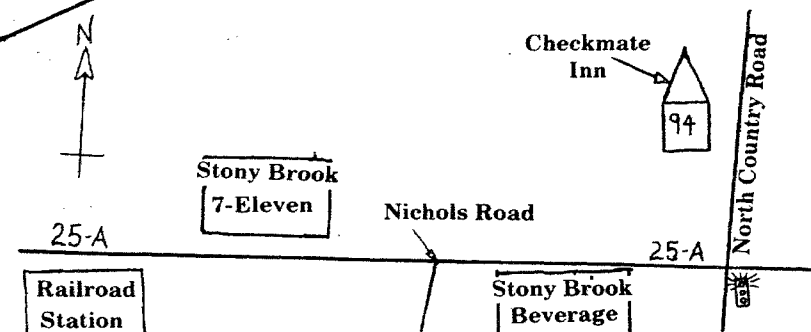 N
Checkmate
Inn
94
North Country Road
Stony Brook
7-Eleven
Nichols Road
25-A
25-A
Railroad
Station
Stony Brook
Beverage